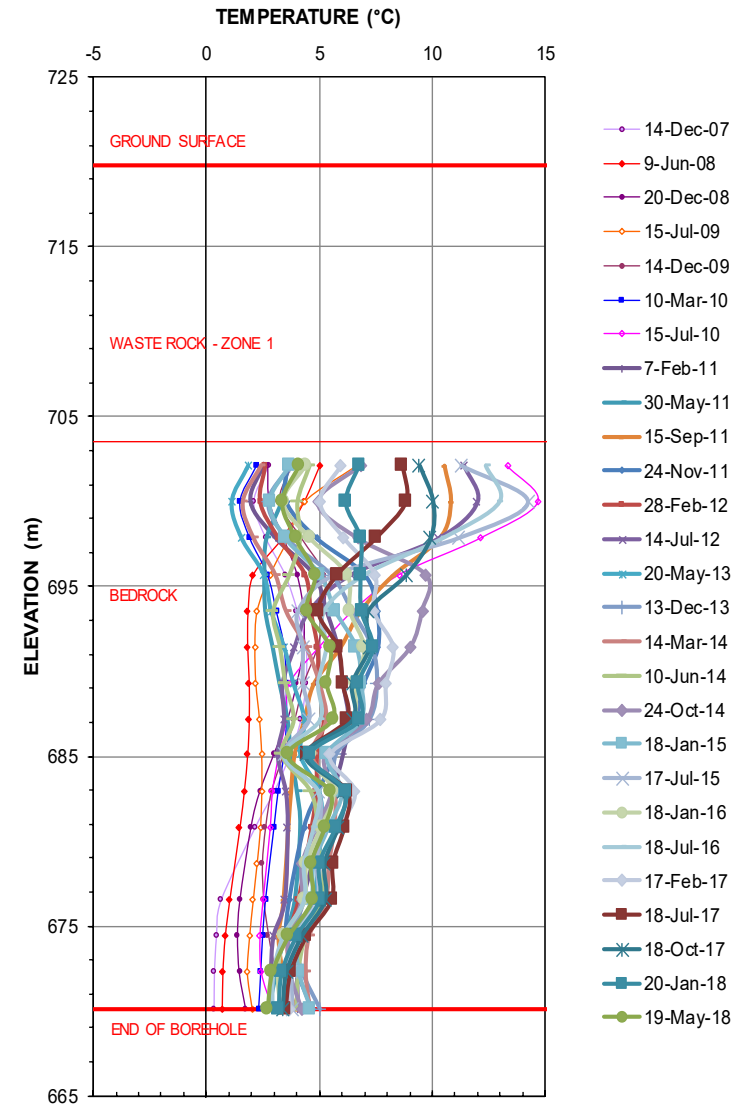 TEMPERATURE (°C)
-5 0 5 10 15
725
GROUND SURFACE
715
WASTE ROCK - ZONE 1
705
ELEVATION (m)
695
BEDROCK
685
675
END OF BOREHOLE
665
14-Dec-07
9-Jun-08
20-Dec-08
15-Jul-09
14-Dec-09
10-Mar-10
15-Jul-10
7-Feb-11
30-May-11
15-Sep-11
24-Nov-11
28-Feb-12
14-Jul-12
20-May-13
13-Dec-13
14-Mar-14
10-Jun-14
24-Oct-14
18-Jan-15
17-Jul-15
18-Jan-16
18-Jul-16
17-Feb-17
18-Jul-17
18-Oct-17
20-Jan-18
19-May-18